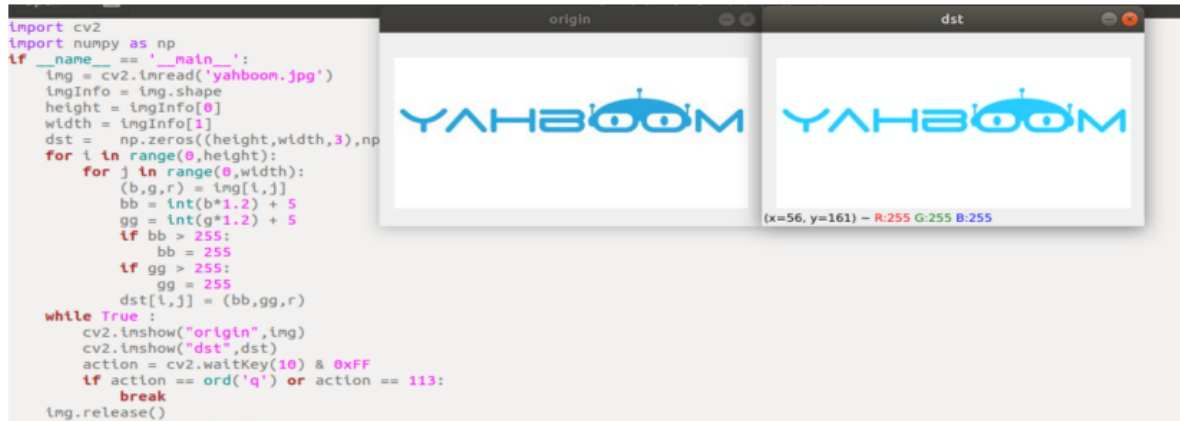 import cv2
import numpy as np
if __name__ == '__main__':
    img = cv2.imread('yahboom.jpg')
    imgInfo = img.shape
    height = imgInfo[0]
    width = imgInfo[1]
    dst =   np.zeros((height,width,3),np
    for i in range(0,height):
        for j in range(0,width):
            (b,g,r) = img[i,j]
            bb = int(b*1.2) + 5
            gg = int(g*1.2) + 5
            if bb > 255:
                bb = 255
            if gg > 255:
                gg = 255
            dst[i,j] = (bb,gg,r)
    while True :
        cv2.imshow("origin",img)
        cv2.imshow("dst",dst)
        action = cv2.waitKey(10) & 0xFF
        if action == ord('q') or action == 113:
            break
    img.release()
origin
YAHBOOM
dst
YAHBOOM
(x=56, y=161) ~ R:255 G:255 B:255